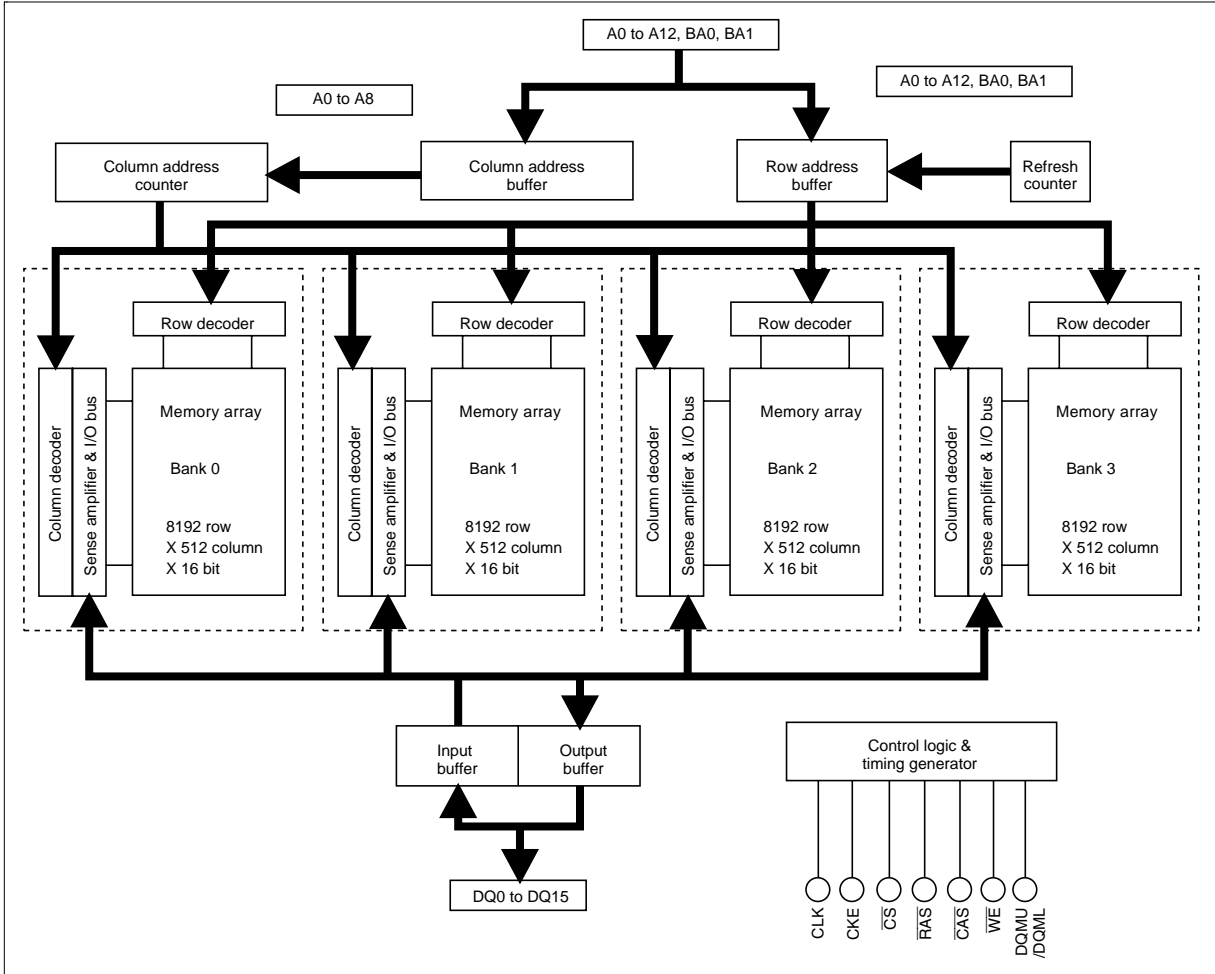 A0 to A12, BA0, BA1
A0 to A8
A0 to A12, BA0, BA1
Column address
counter
Column address
buffer
Row address
buffer
Refresh
counter
Row decoder
Row decoder
Row decoder
Row decoder
Column decoder
Sense amplifier & I/O bus
Memory array
Bank 0
8192 row
X 512 column
X 16 bit
Column decoder
Sense amplifier & I/O bus
Memory array
Bank 1
8192 row
X 512 column
X 16 bit
Column decoder
Sense amplifier & I/O bus
Memory array
Bank 2
8192 row
X 512 column
X 16 bit
Column decoder
Sense amplifier & I/O bus
Memory array
Bank 3
8192 row
X 512 column
X 16 bit
Input
buffer
Output
buffer
Control logic &
timing generator
DQ0 to DQ15
CLK
CKE
C̅S̅
R̅A̅S̅
C̅A̅S̅
W̅E̅
DQMU
/DQML